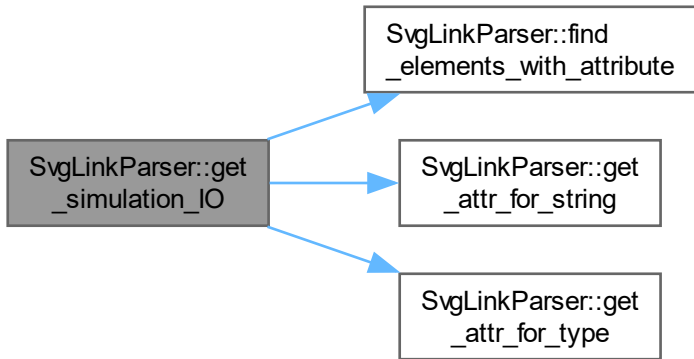 SvgLinkParser::find
_elements_with_attribute
SvgLinkParser::get
_simulation_IO
SvgLinkParser::get
_attr_for_string
SvgLinkParser::get
_attr_for_type